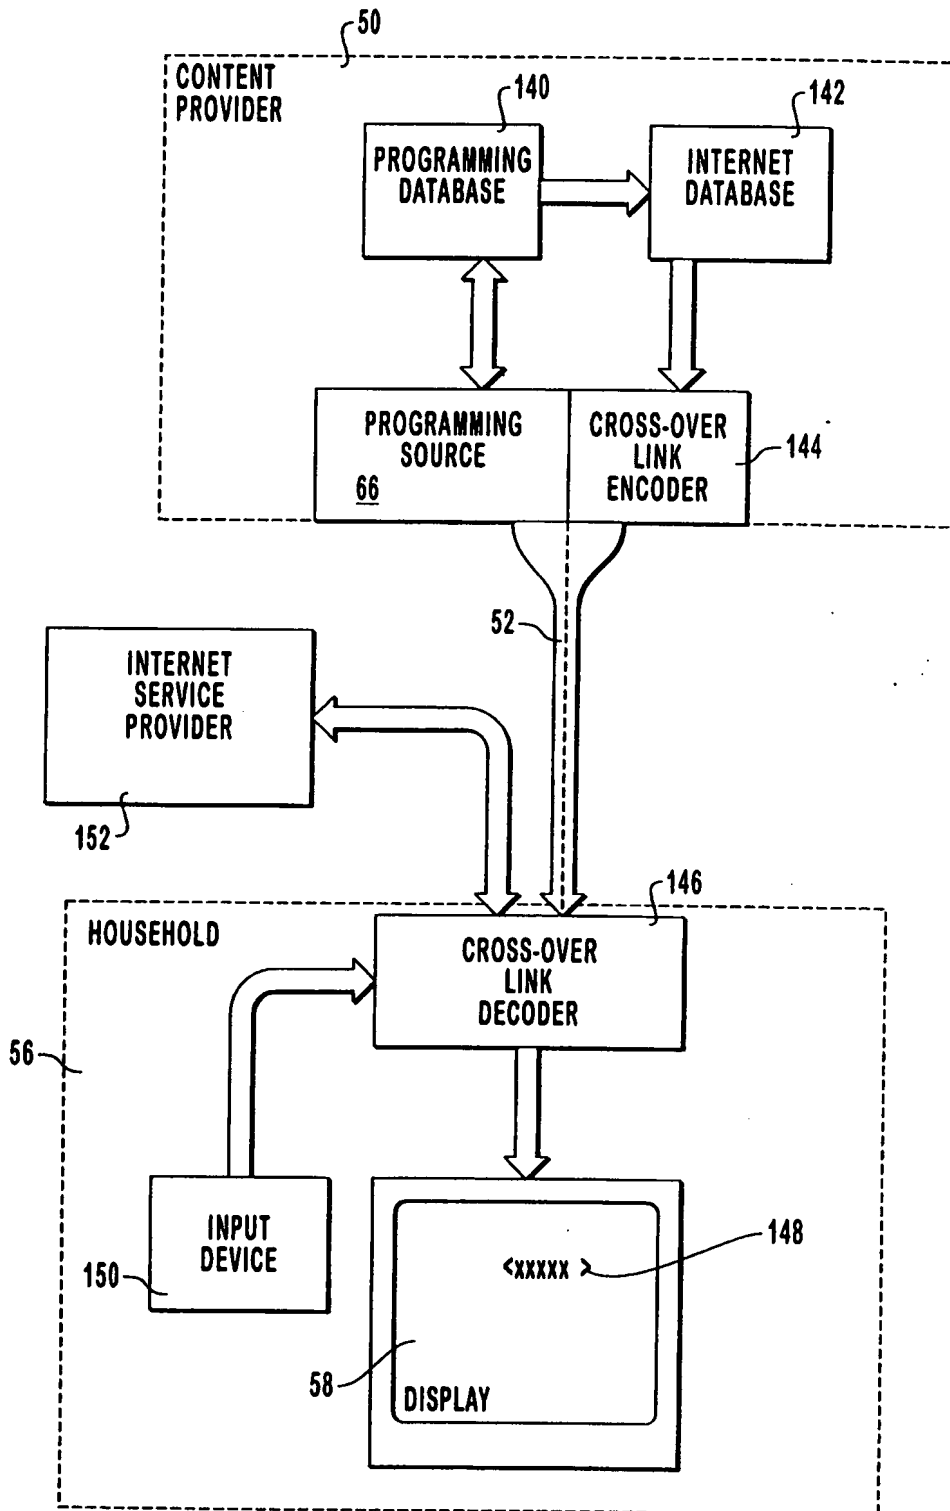 50
CONTENT
PROVIDER
140
142
PROGRAMMING
DATABASE
INTERNET
DATABASE
PROGRAMMING
SOURCE
66
CROSS-OVER
LINK
ENCODER
144
52
INTERNET
SERVICE
PROVIDER
152
146
HOUSEHOLD
CROSS-OVER
LINK
DECODER
56
INPUT
DEVICE
150
<xxxxx >
148
58
DISPLAY